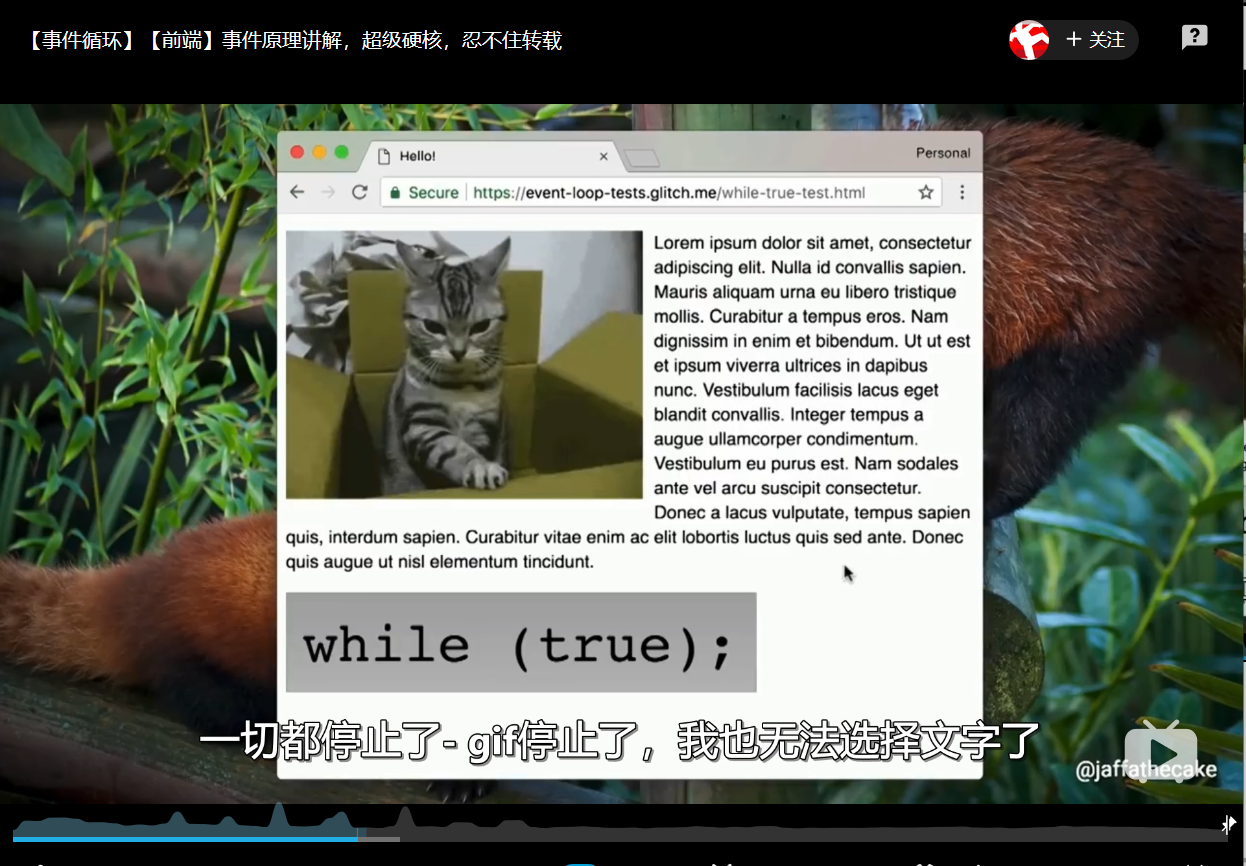 【事件循环】【前端】事件原理讲解，超级硬核，忍不住转载
+ 关注
Hello!
Personal
Secure
https://event-loop-tests.glitch.me/while-true-test.html
Lorem ipsum dolor sit amet, consectetur
adipiscing elit. Nulla id convallis sapien.
Mauris aliquam urna eu libero tristique
mollis. Curabitur a tempus eros. Nam
dignissim in enim et bibendum. Ut ut est
et ipsum viverra ultrices in dapibus
nunc. Vestibulum facilisis lacus eget
blandit convallis. Integer tempus a
augue ullamcorper condimentum.
Vestibulum eu purus est. Nam sodales
ante vel arcu suscipit consectetur.
Donec a lacus vulputate, tempus sapien
quis, interdum sapien. Curabitur vitae enim ac elit lobortis luctus quis sed ante. Donec
quis augue ut nisl elementum tincidunt.
while (true);
一切都停止了- gif停止了，我也无法选择文字了
@jaffathecake